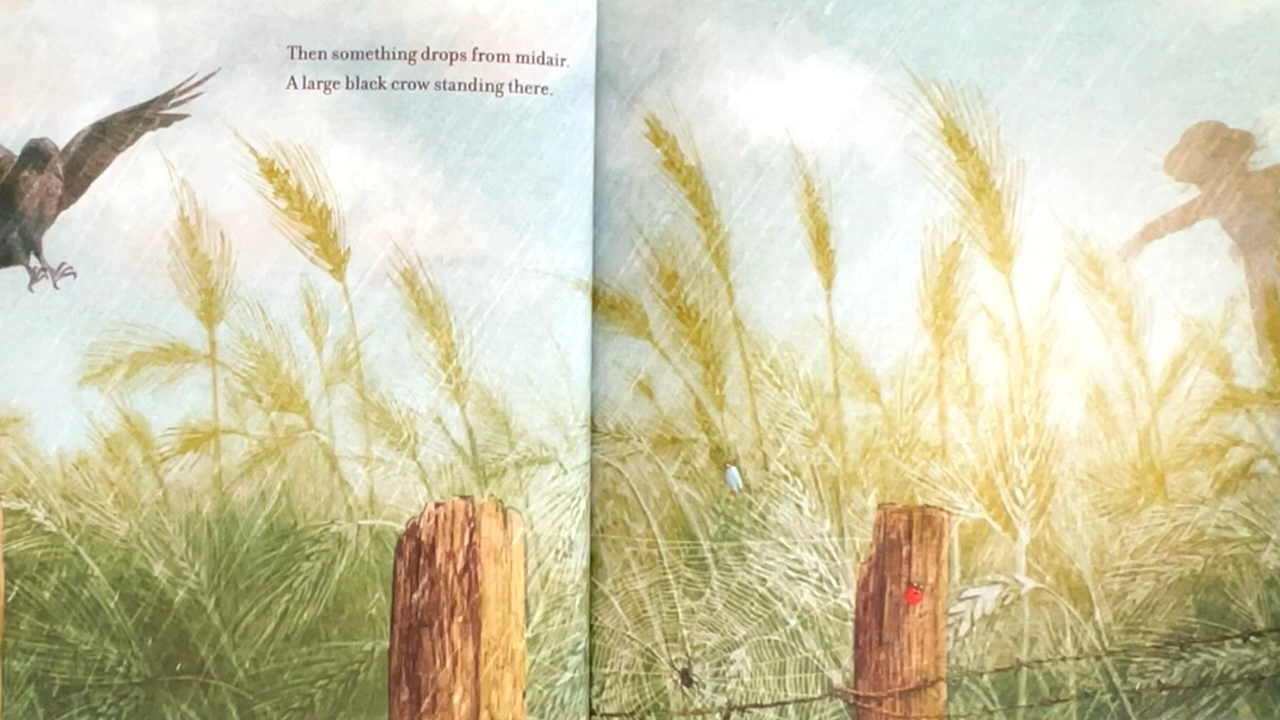 Then something drops from midair.
A large black crow standing there.